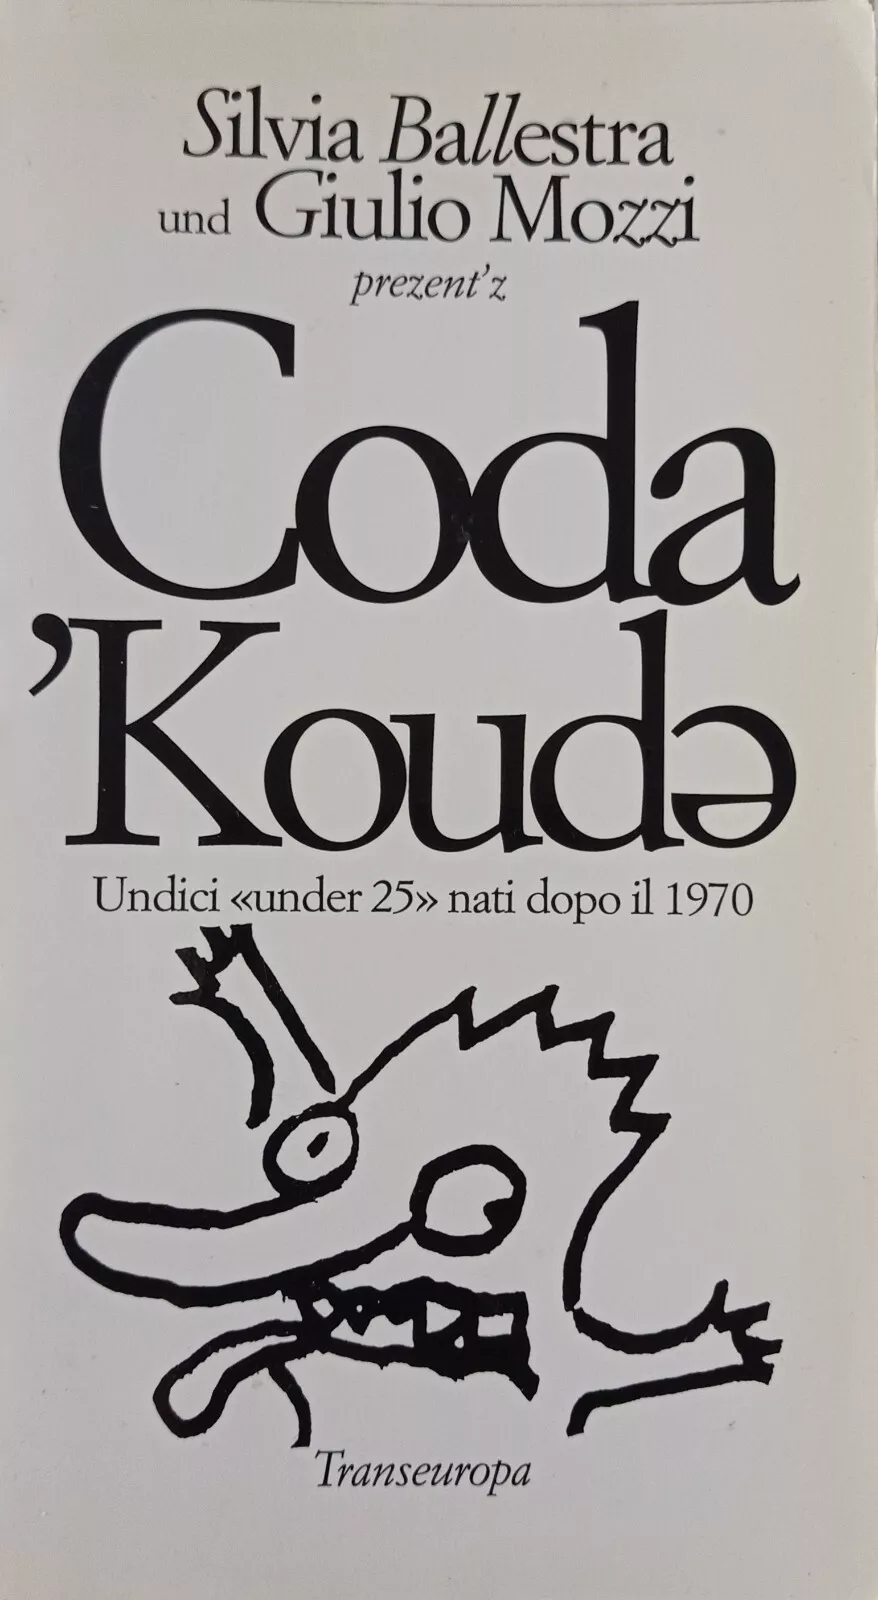 Silvia Ballestra
und Giulio Mozzi
prezent'z
Coda
'Koudə
Undici «under 25» nati dopo il 1970
Transeuropa